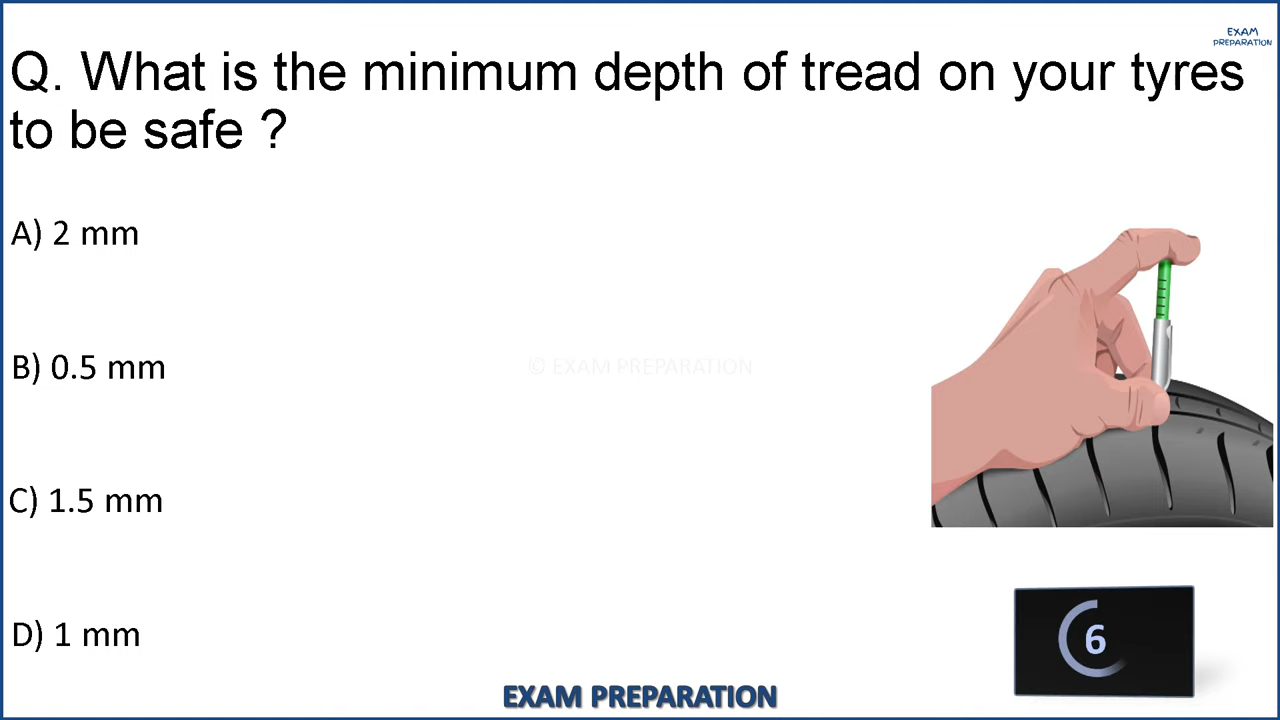 EXAM
PREPARATION
Q. What is the minimum depth of tread on your tyres
to be safe ?
A) 2 mm
B) 0.5 mm
© EXAM PREPARATION
C) 1.5 mm
D) 1 mm
6
EXAM PREPARATION